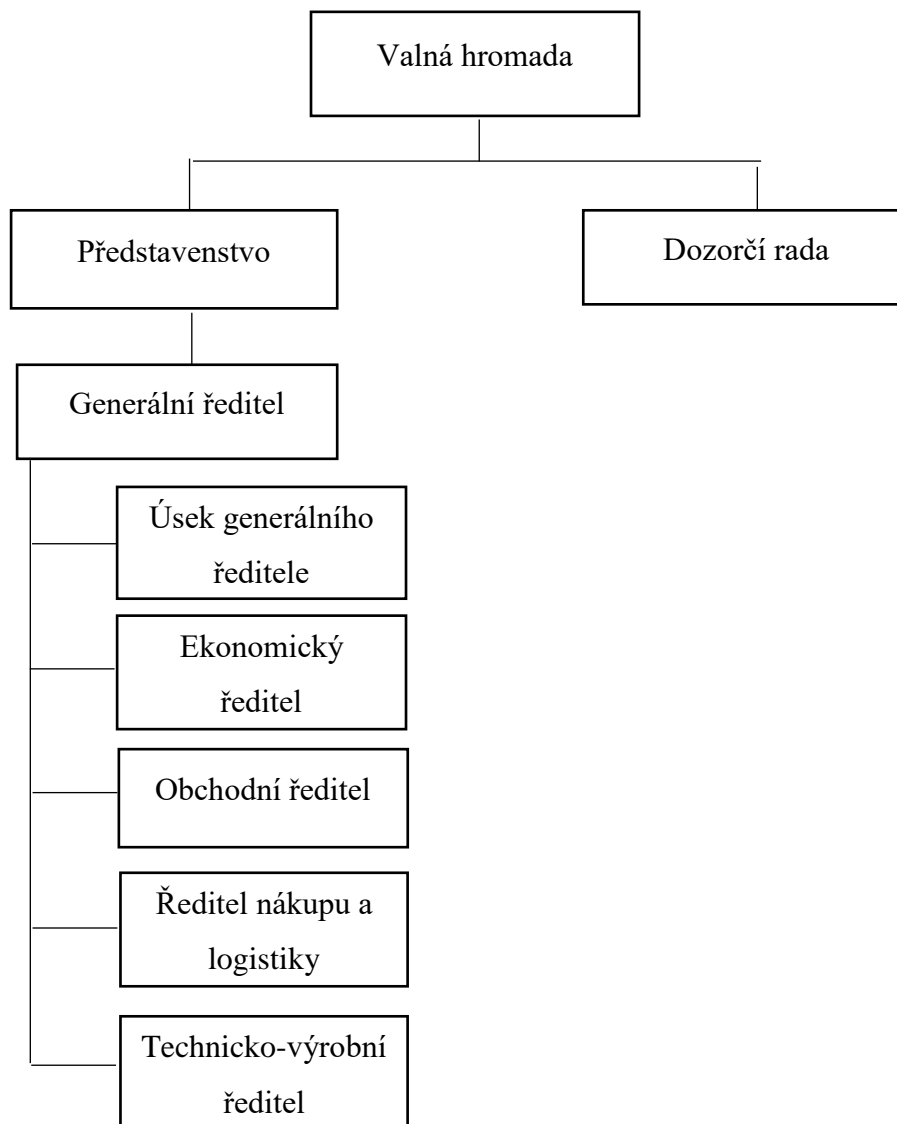 Valná hromada
Představenstvo
Dozorčí rada
Generální ředitel
Úsek generálního
ředitele
Ekonomický
ředitel
Obchodní ředitel
Ředitel nákupu a
logistiky
Technicko-výrobní
ředitel